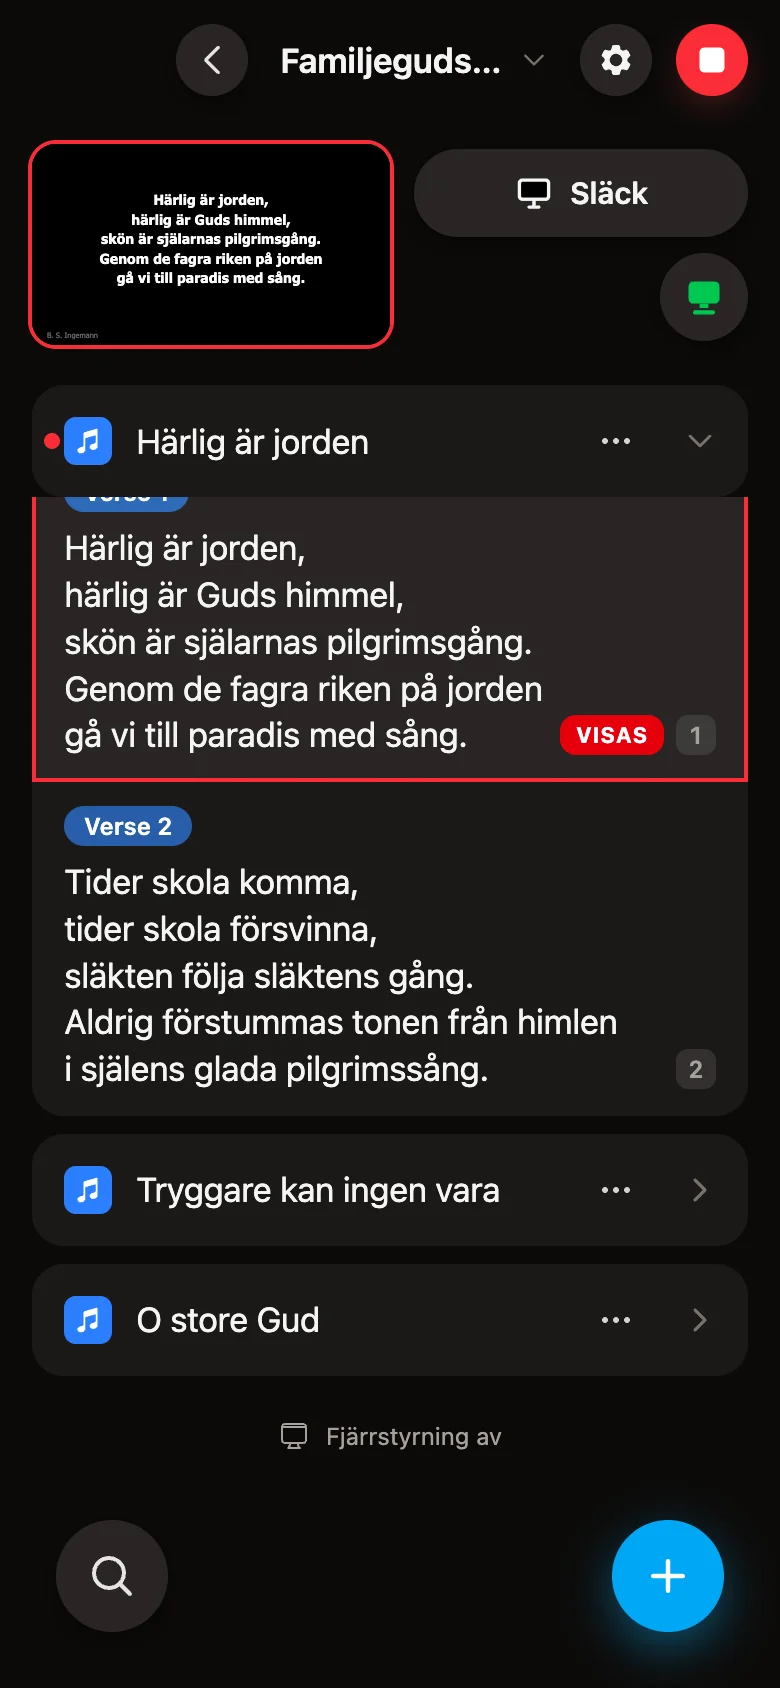 Familjeguds...
Härlig är jorden,
härlig är Guds himmel,
skön är själarnas pilgrimsgång.
Genom de fagra riken på jorden
gå vi till paradis med sång.
B. S. Ingemann
Släck
Härlig är jorden
Verse 1
Härlig är jorden,
härlig är Guds himmel,
skön är själarnas pilgrimsgång.
Genom de fagra riken på jorden
gå vi till paradis med sång.
VISAS 1
Verse 2
Tider skola komma,
tider skola försvinna,
släkten följa släktens gång.
Aldrig förstummas tonen från himlen
i själens glada pilgrimssång.
2
Tryggare kan ingen vara
O store Gud
Fjärrstyrning av